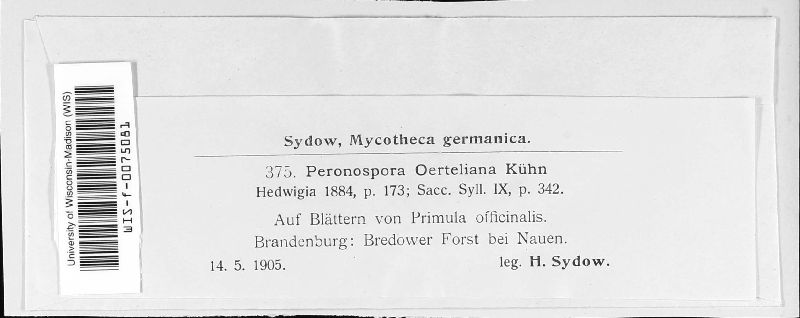 University of Wisconsin-Madison (WIS)
WIS-f-0075081
Sydow, Mycotheca germanica.
375. Peronospora Oerteliana Kühn
Hedwigia 1884, p. 173; Sacc. Syll. IX, p. 342.
Auf Blättern von Primula officinalis.
Brandenburg: Bredower Forst bei Nauen.
14. 5. 1905. leg. H. Sydow.